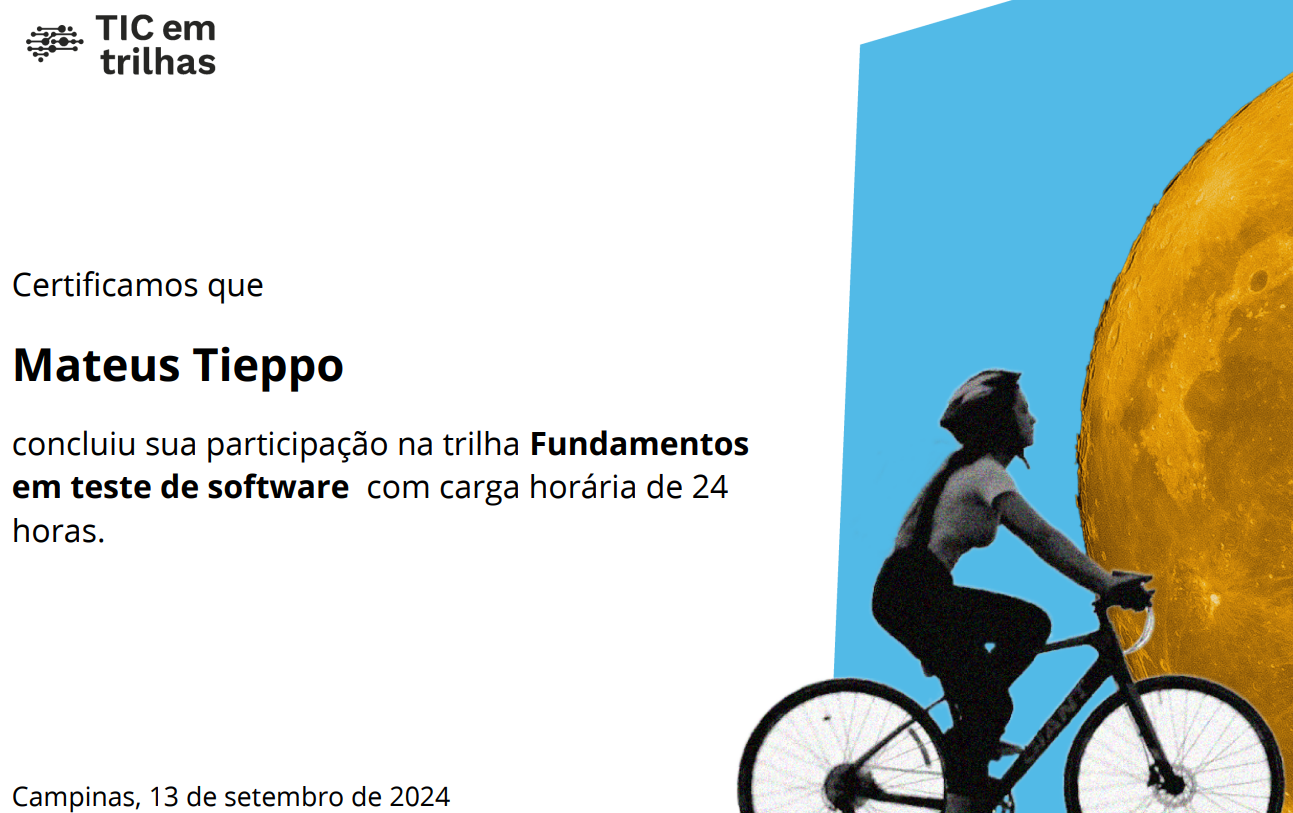 TIC em
trilhas
Certificamos que
Mateus Tieppo
concluiu sua participação na trilha Fundamentos
em teste de software com carga horária de 24
horas.
Campinas, 13 de setembro de 2024
GIANT